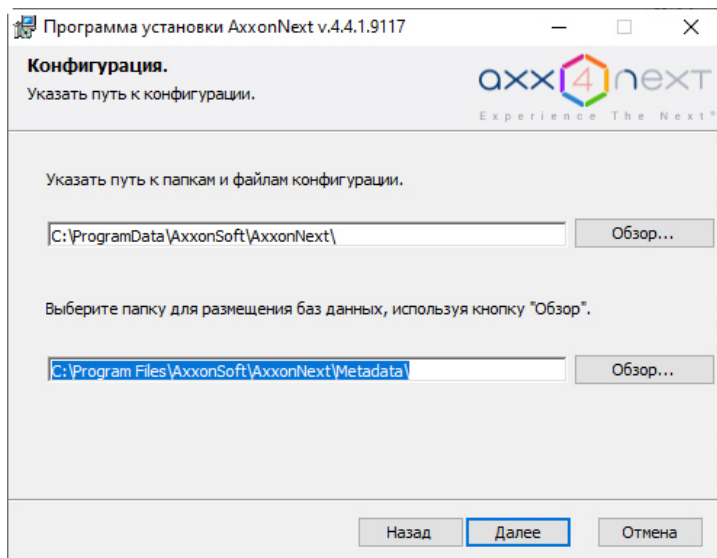 Программа установки AxxonNext v.4.4.1.9117
Конфигурация.
Указать путь к конфигурации.
axx4next
Experience The Next®
Указать путь к папкам и файлам конфигурации.
C:\ProgramData\AxxonSoft\AxxonNext\
Обзор...
Выберите папку для размещения баз данных, используя кнопку "Обзор".
C:\Program Files\AxxonSoft\AxxonNext\Metadata\
Обзор...
Назад
Далее
Отмена